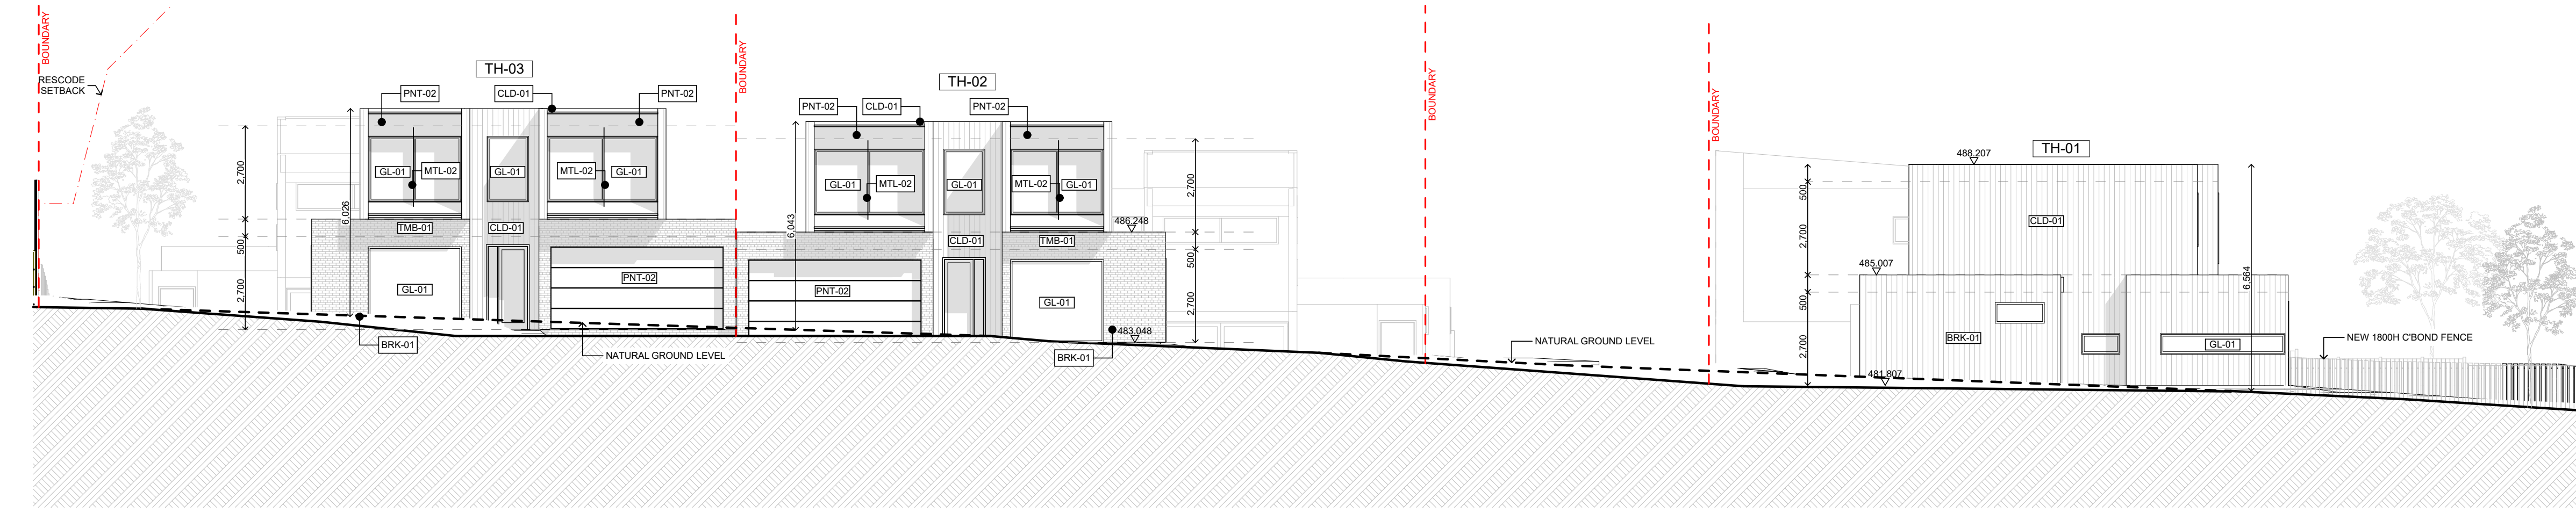 BOUNDARY
RESCODE
SETBACK
TH-03
PNT-02
CLD-01
PNT-02
2,700
500
2,700
6,026
GL-01
MTL-02
GL-01
MTL-02
GL-01
TMB-01
CLD-01
GL-01
PNT-02
BRK-01
NATURAL GROUND LEVEL
BOUNDARY
TH-02
PNT-02
CLD-01
PNT-02
6,043
GL-01
MTL-02
GL-01
MTL-02
GL-01
CLD-01
TMB-01
PNT-02
GL-01
BRK-01
486.248
483.048
2,700
500
2,700
BOUNDARY
NATURAL GROUND LEVEL
BOUNDARY
TH-01
488.207
485.007
481.807
500
2,700
500
2,700
CLD-01
BRK-01
GL-01
6,564
NEW 1800H C'BOND FENCE